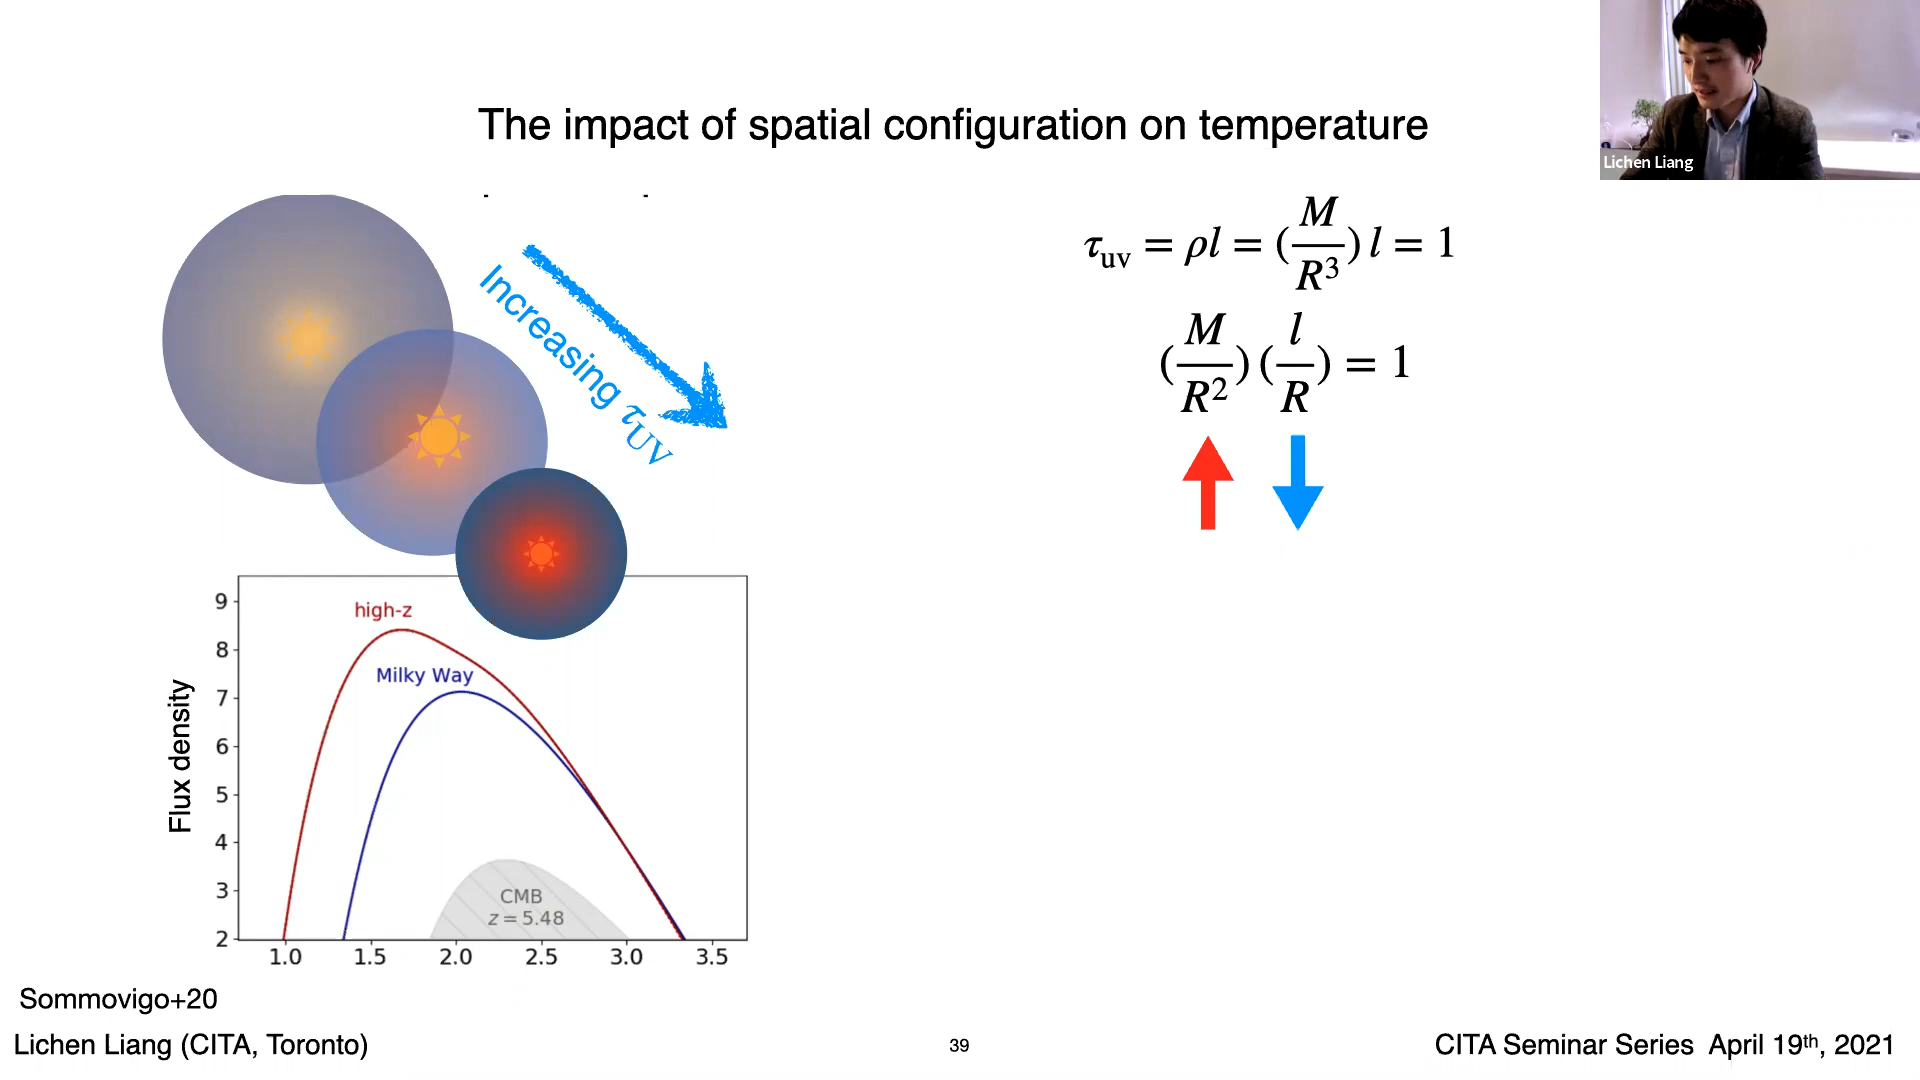 The impact of spatial configuration on temperature
Lichen Liang
Increasing τUV
τuv = ρl = (M/R³) l = 1
(M/R²) (l/R) = 1
Flux density
9
8
7
6
5
4
3
2
high-z
Milky Way
CMB
z = 5.48
1.0 1.5 2.0 2.5 3.0 3.5
Sommovigo+20
Lichen Liang (CITA, Toronto)
39
CITA Seminar Series April 19th, 2021